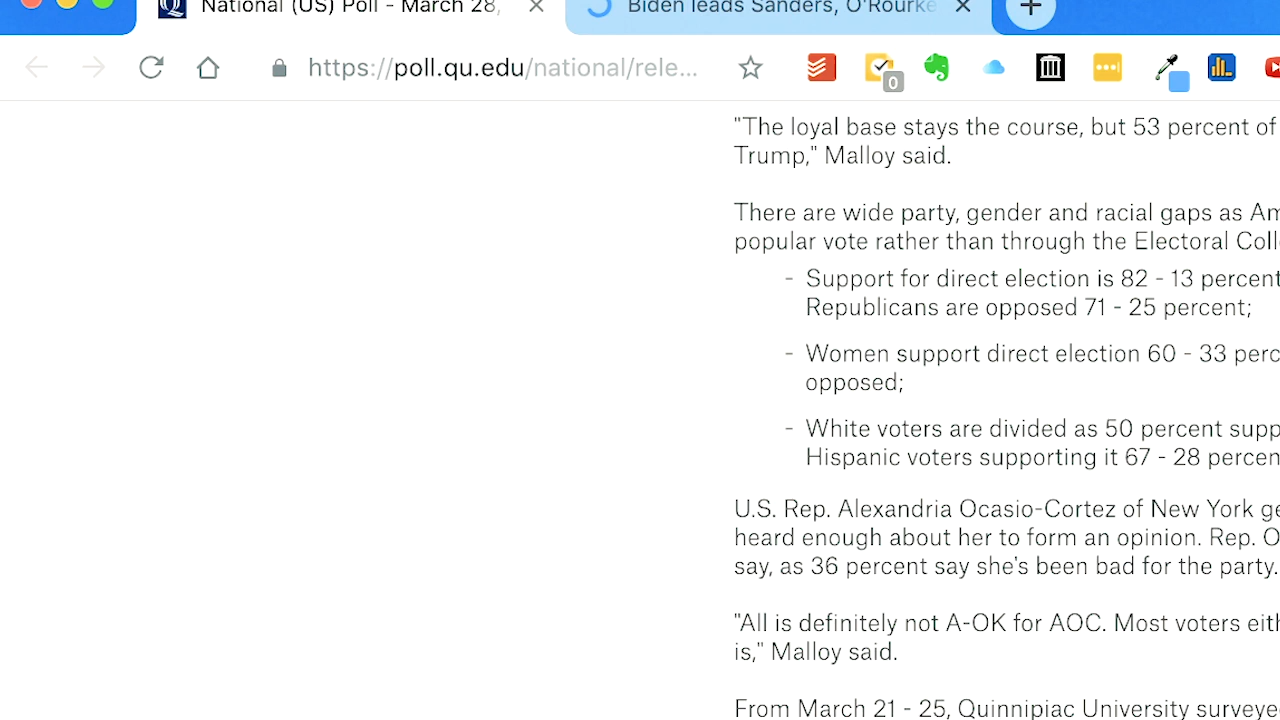 National (US) Poll - March 28,
Biden leads Sanders, O'Rourke
https://poll.qu.edu/national/rele...
0
"The loyal base stays the course, but 53 percent of
Trump," Malloy said.
There are wide party, gender and racial gaps as Am
popular vote rather than through the Electoral Coll
- Support for direct election is 82 - 13 percent
Republicans are opposed 71 - 25 percent;
- Women support direct election 60 - 33 perc
opposed;
- White voters are divided as 50 percent supp
Hispanic voters supporting it 67 - 28 percen
U.S. Rep. Alexandria Ocasio-Cortez of New York ge
heard enough about her to form an opinion. Rep. O
say, as 36 percent say she's been bad for the party.
"All is definitely not A-OK for AOC. Most voters eith
is," Malloy said.
From March 21 - 25, Quinnipiac University surveye